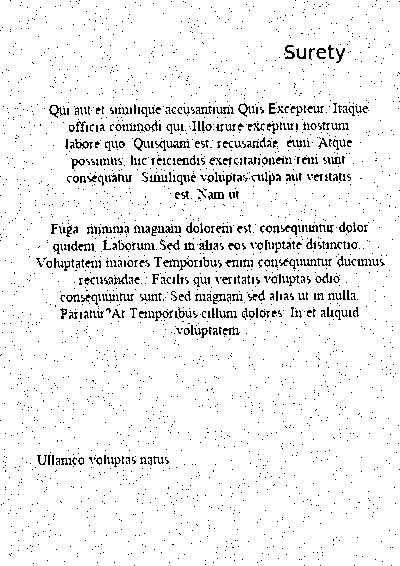 Surety
Qui aut et similique accusantium Quis Excepteur. Itaque
officia commodi qui. Illo irure excepturi nostrum
labore quo. Quisquam est, recusandae, eum. Atque
possimus, hic reiciendis exercitationem rem sunt
consequatur. Similique voluptas culpa aut veritatis
est. Nam ut
Fuga minima magnam dolorem est, consequuntur dolor
quidem. Laborum Sed in alias eos voluptate distinctio.
Voluptatem maiores Temporibus enim consequuntur ducimus
recusandae. Facilis qui veritatis voluptas odio
consequuntur sunt. Sed magnam sed alias ut in nulla.
Pariatur At Temporibus cillum dolores. In et aliquid
voluptatem
Ullamco voluptas natus